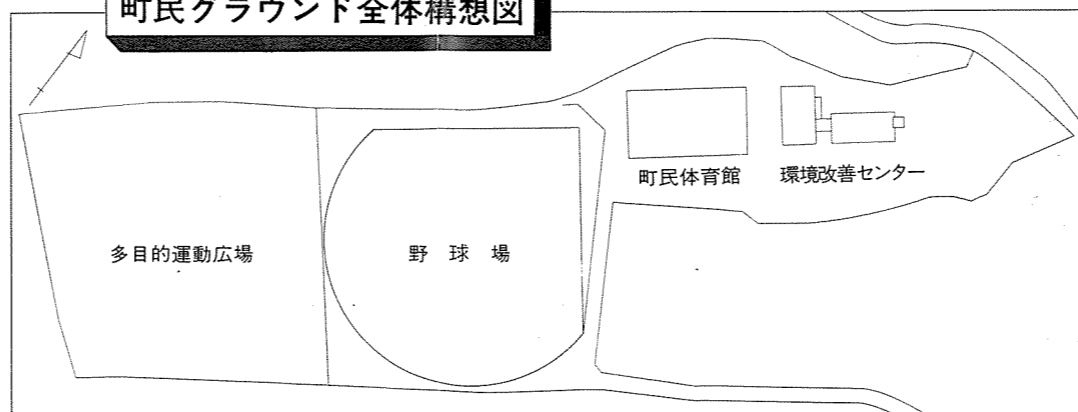 町民グラウンド全体構想図
町民体育館
環境改善センター
多目的運動広場
野球場